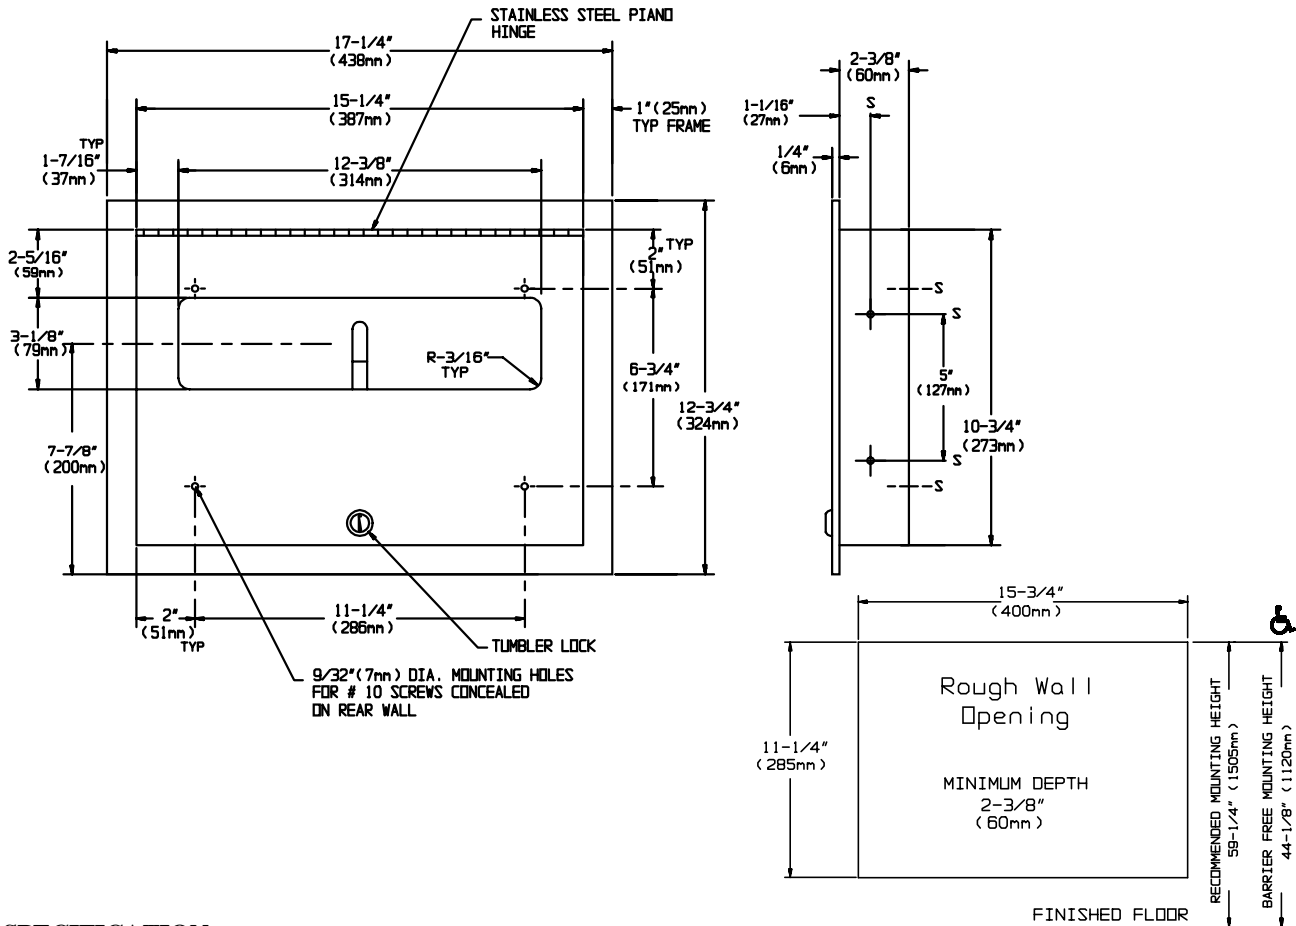 STAINLESS STEEL PIANO
HINGE
17-1/4"
(438mm)
15-1/4"
(387mm)
1"(25mm)
TYP FRAME
TYP
1-7/16"
(37mm)
12-3/8"
(314mm)
2-5/16"
(59mm)
2" TYP
(51mm)
3-1/8"
(79mm)
R-3/16"
TYP
6-3/4"
(171mm)
12-3/4"
(324mm)
7-7/8"
(200mm)
2"
(51mm)
TYP
11-1/4"
(286mm)
TUMBLER LOCK
9/32"(7mm) DIA. MOUNTING HOLES
FOR # 10 SCREWS CONCEALED
ON REAR WALL
2-3/8"
(60mm)
1-1/16"
(27mm)
S
1/4"
(6mm)
S
S
5"
(127mm)
10-3/4"
(273mm)
S
S
15-3/4"
(400mm)
Rough Wall
Opening
11-1/4"
(285mm)
MINIMUM DEPTH
2-3/8"
(60mm)
RECOMMENDED MOUNTING HEIGHT
59-1/4" (1505mm)
BARRIER FREE MOUNTING HEIGHT
44-1/8" (1120mm)
FINISHED FLOOR